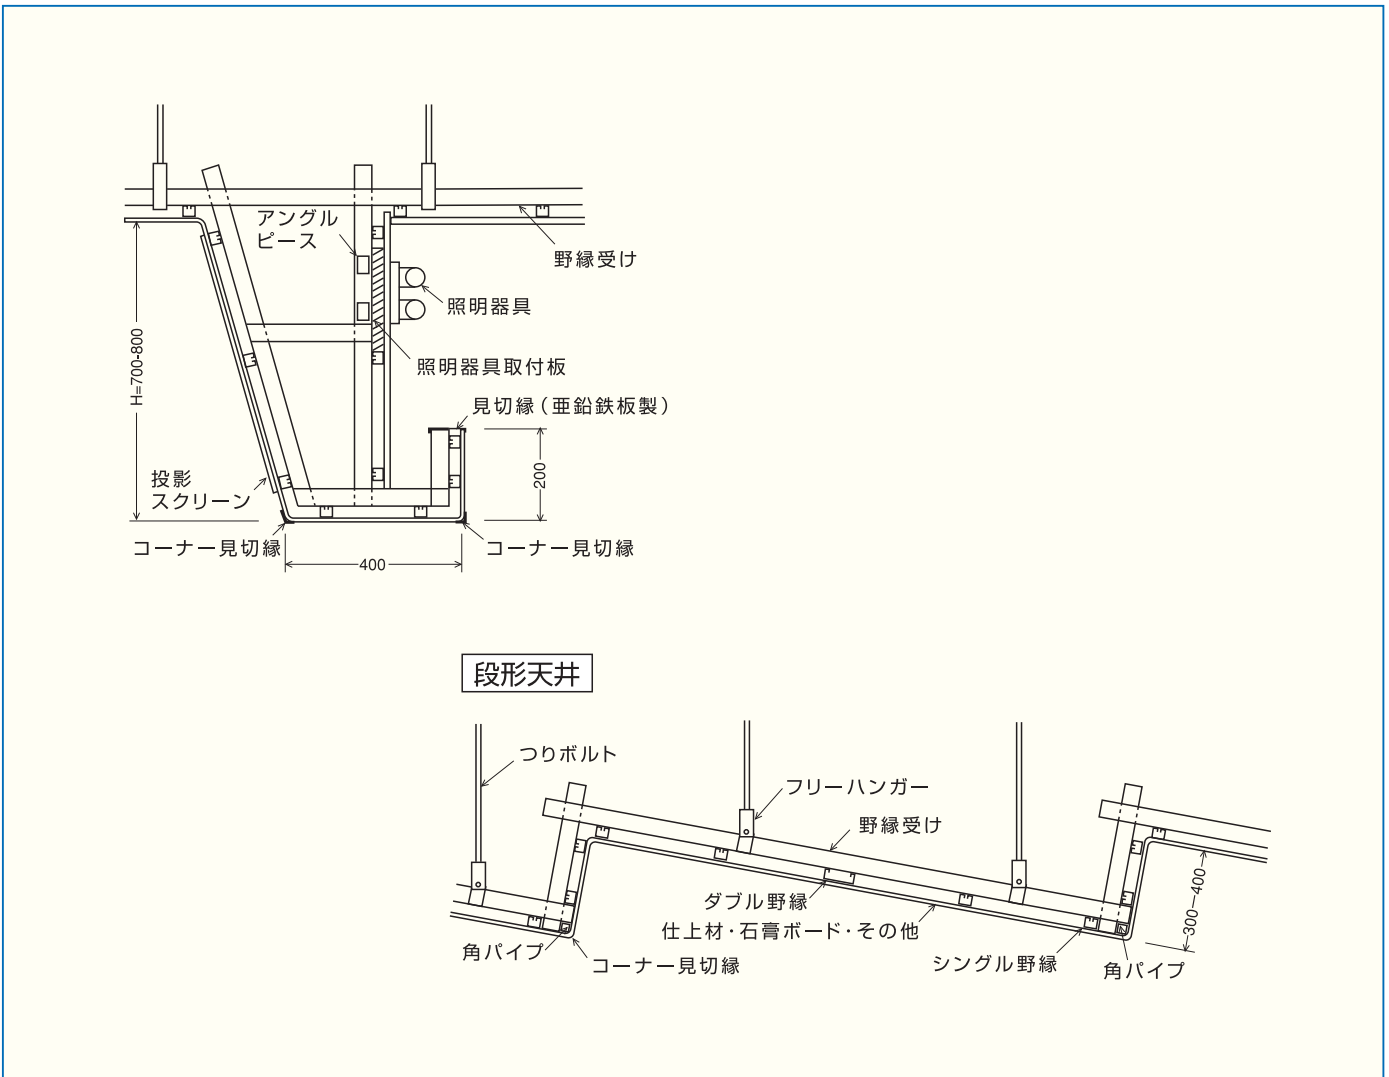 アングル
ピース
野縁受け
照明器具
H=700-800
照明器具取付板
見切縁（亜鉛鉄板製）
200
投影
スクリーン
コーナー見切縁
コーナー見切縁
400
段形天井
つりボルト
フリーハンガー
野縁受け
ダブル野縁
仕上材・石膏ボード・その他
300－400
角パイプ
コーナー見切縁
シングル野縁
角パイプ